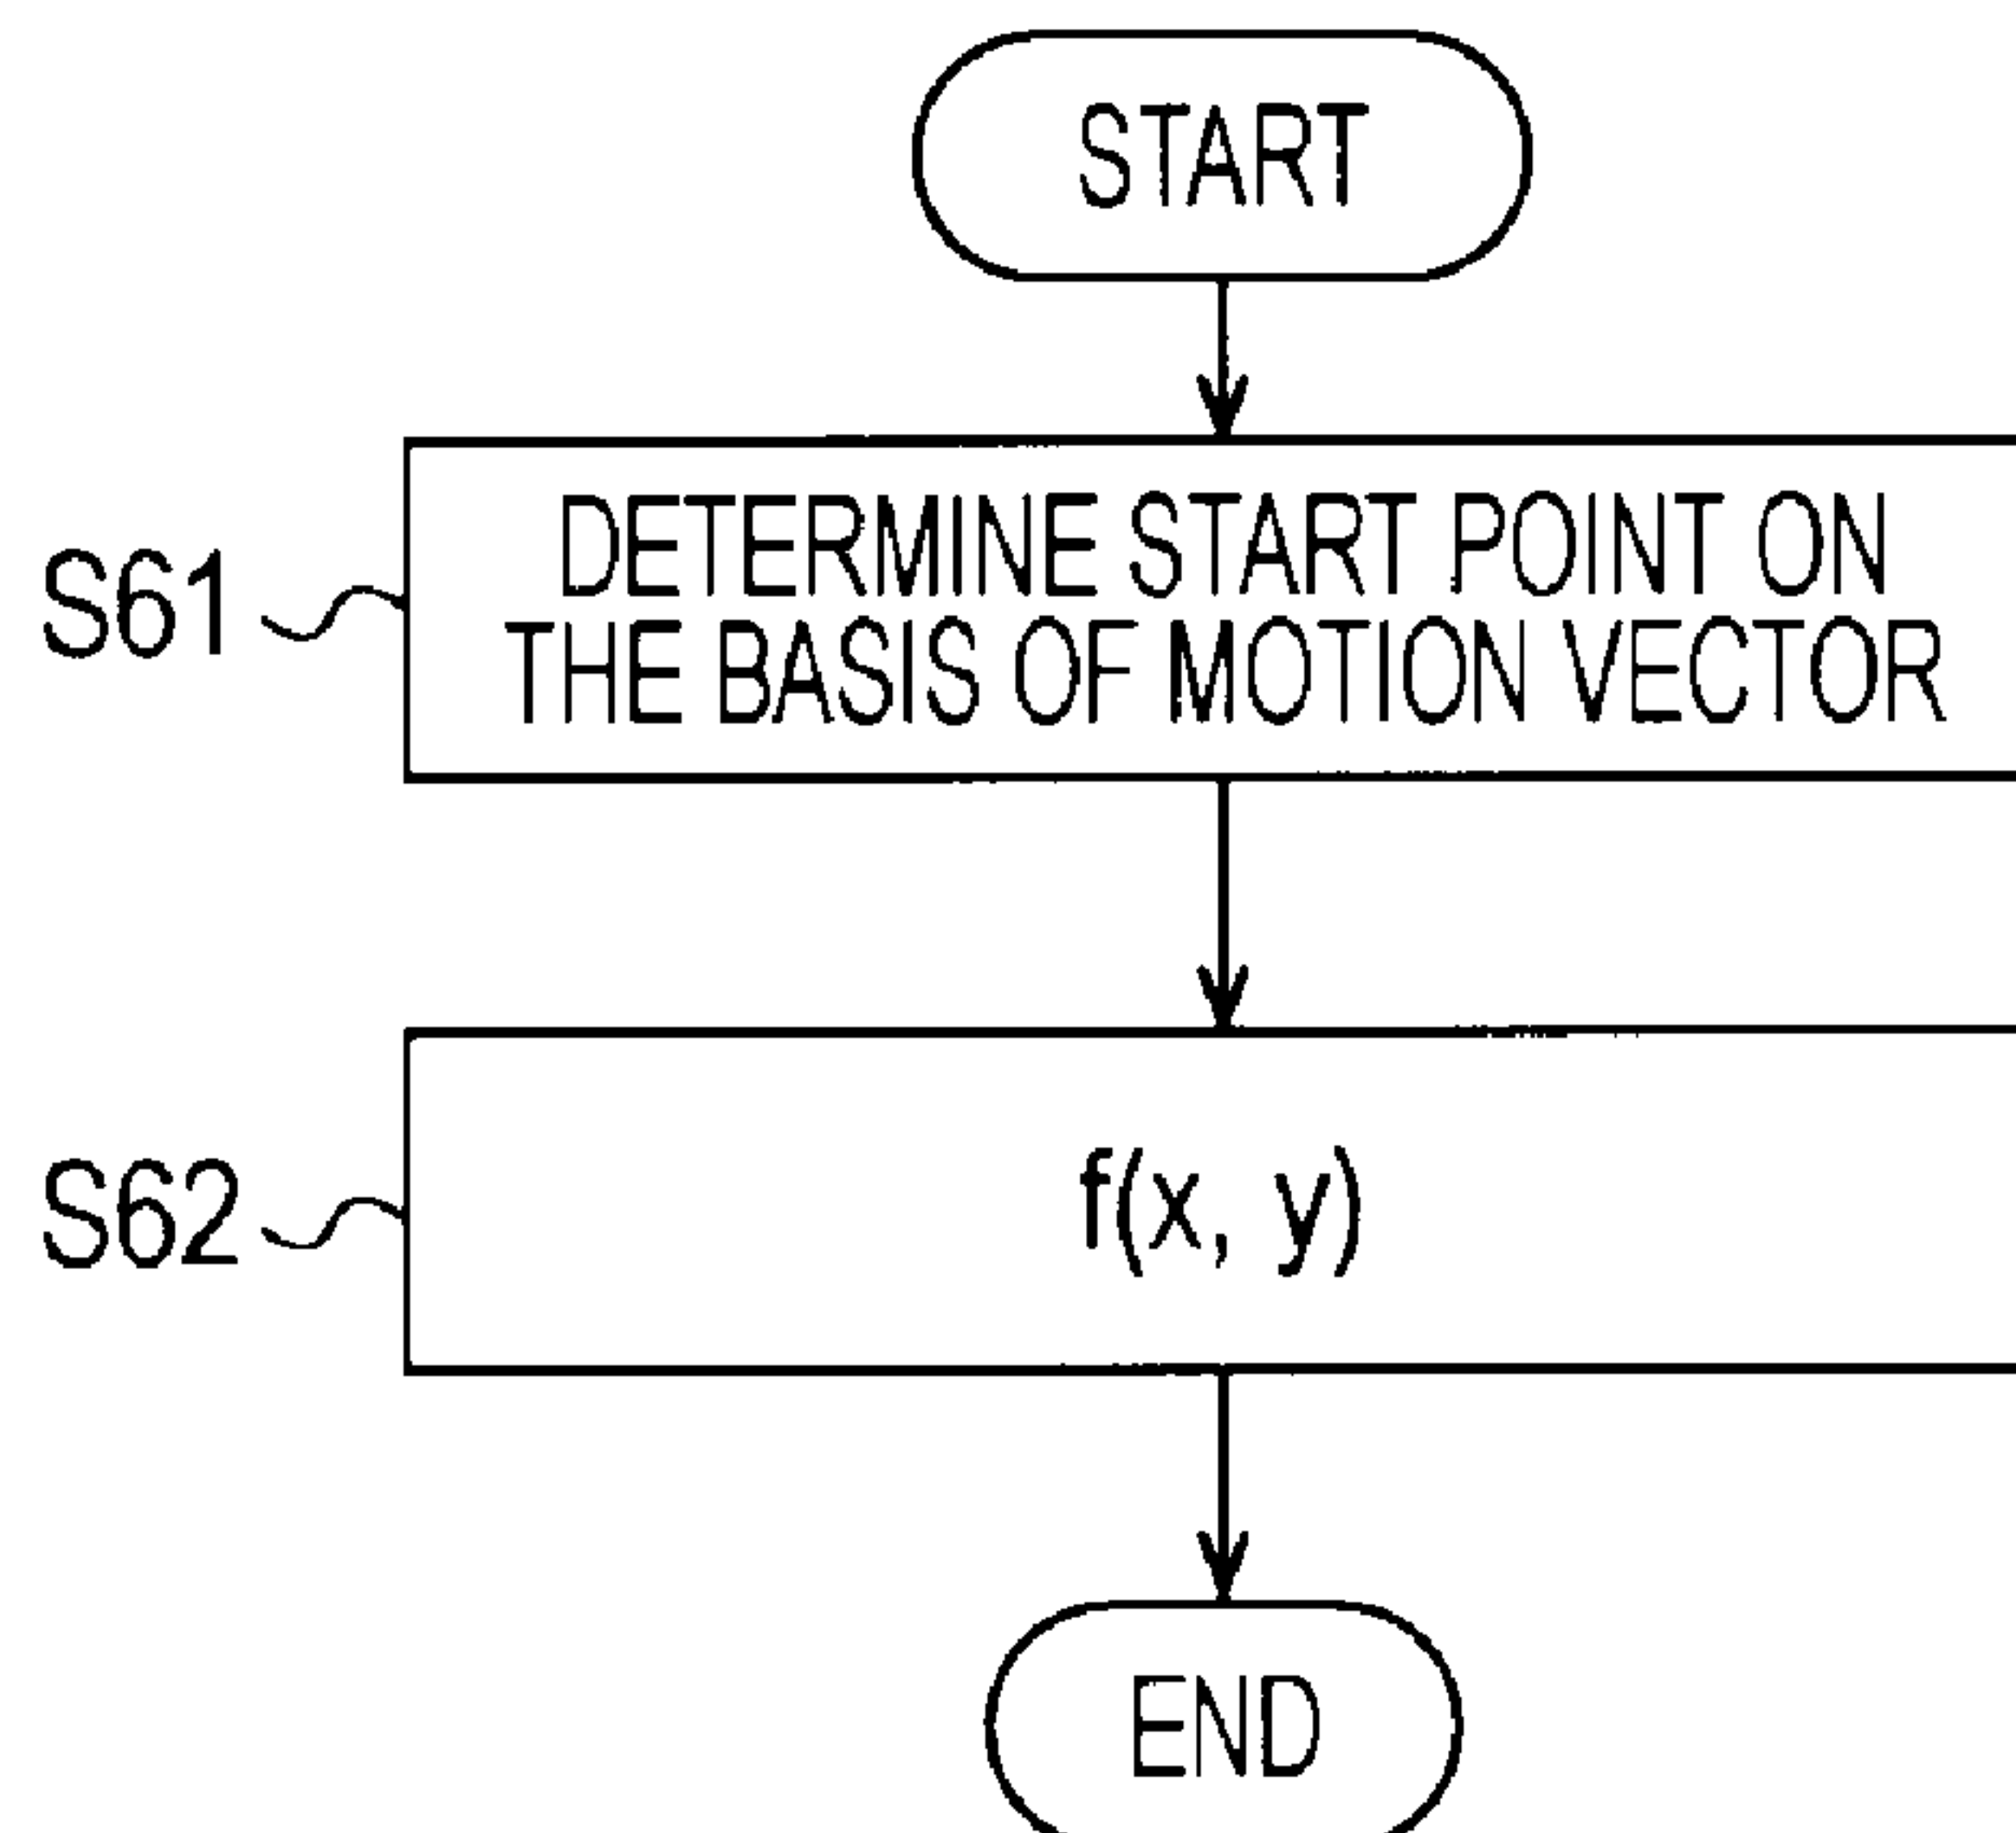 START
S61
DETERMINE START POINT ON
THE BASIS OF MOTION VECTOR
S62
f(x, y)
END